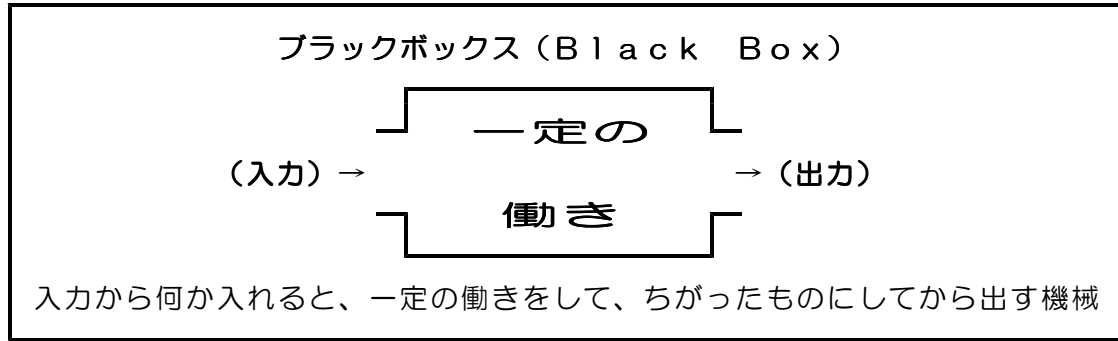 ブラックボックス（Ｂｌａｃｋ　Ｂｏｘ）
一定の
（入力）→　→（出力）
働き
入力から何か入れると、一定の働きをして、ちがったものにしてから出す機械